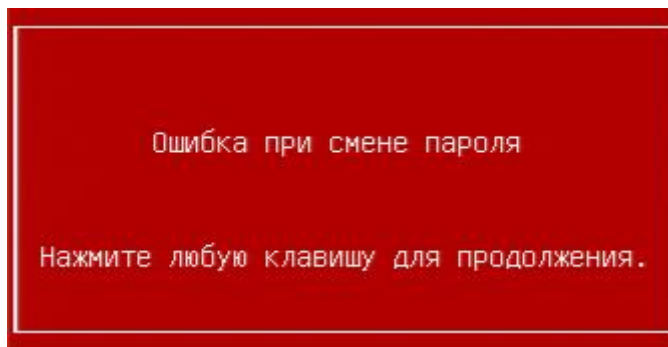 Ошибка при смене пароля
Нажмите любую клавишу для продолжения.